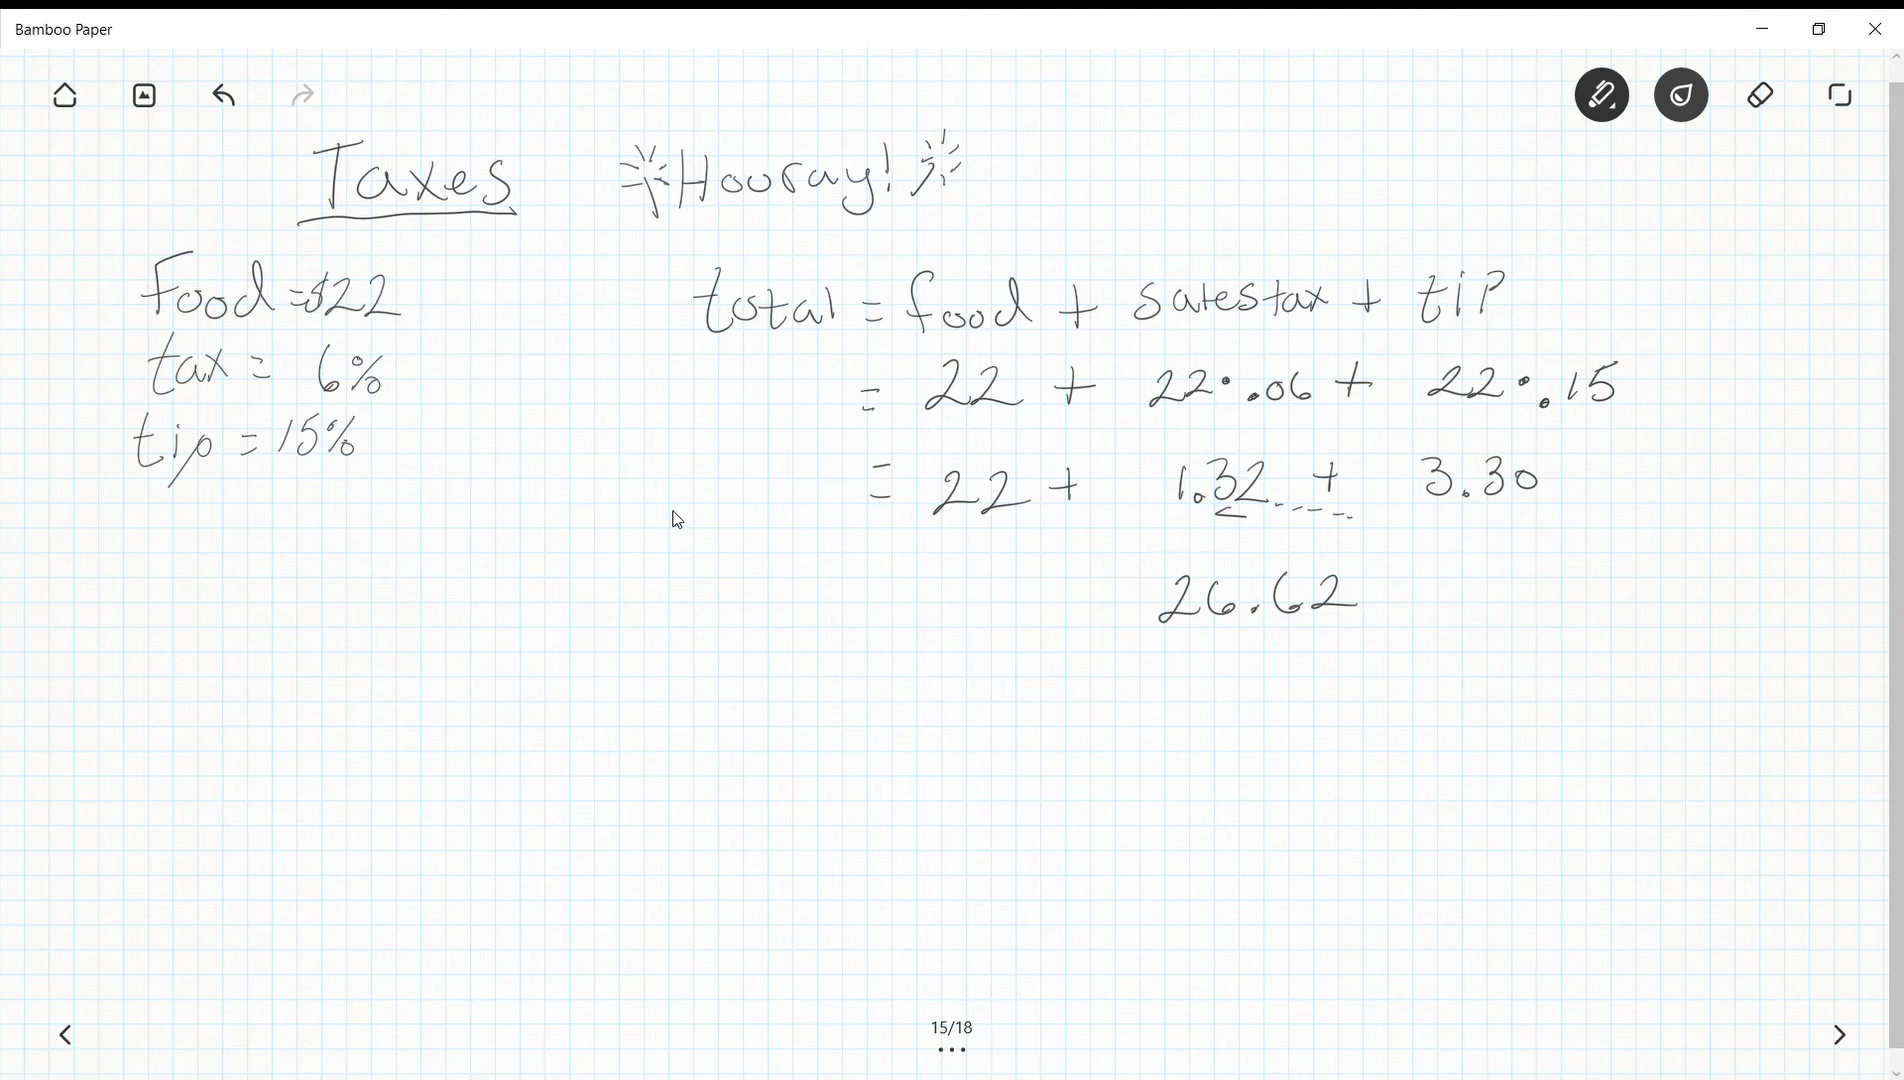 Bamboo Paper
Taxes Hooray!
Food = $22
tax = 6%
tip = 15%
total = food + salestax + tip
= 22 + 22•.06 + 22•.15
= 22 + 1.32 + 3.30
26.62
15/18